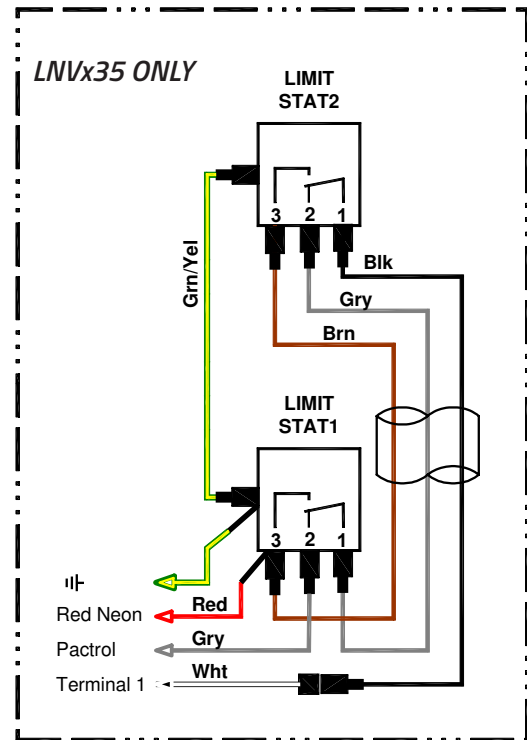 LNVx35 ONLY
LIMIT
STAT2
3 2 1
Grn/Yel
Blk
Gry
Brn
LIMIT
STAT1
3 2 1
Red Neon
Red
Pactrol
Gry
Terminal 1
Wht